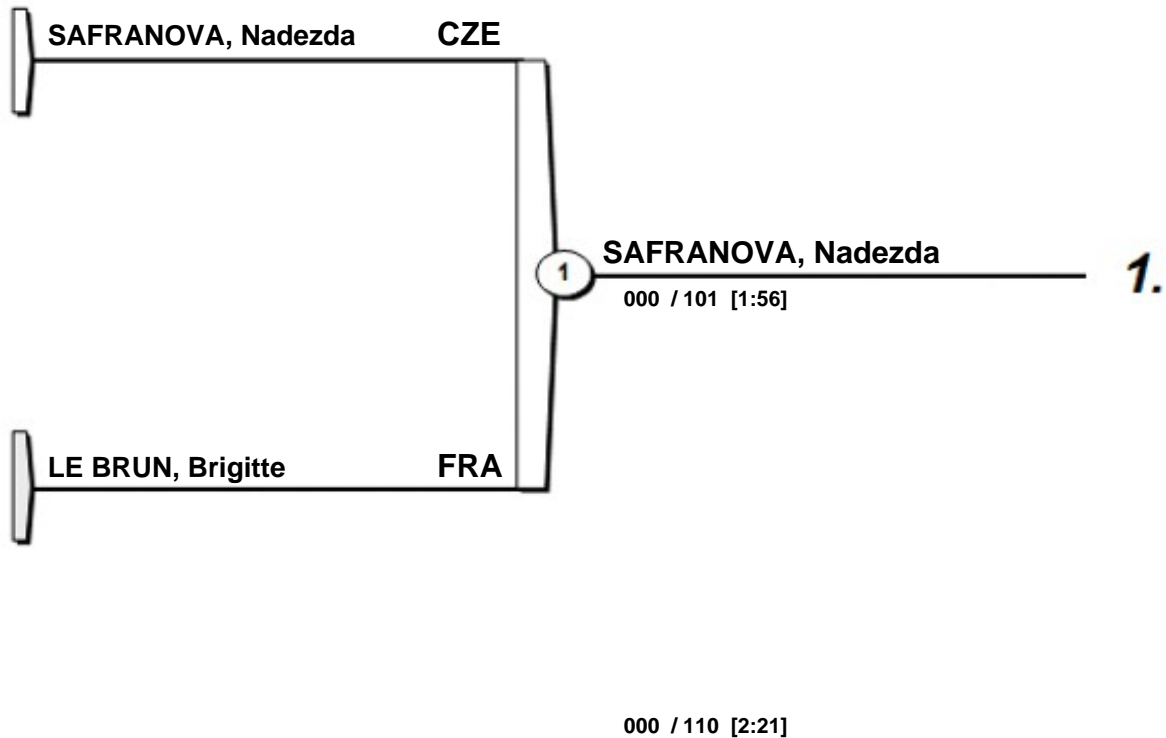 SAFRANOVA, Nadezda CZE
SAFRANOVA, Nadezda
1
1.
000 / 101 [1:56]
LE BRUN, Brigitte FRA
000 / 110 [2:21]